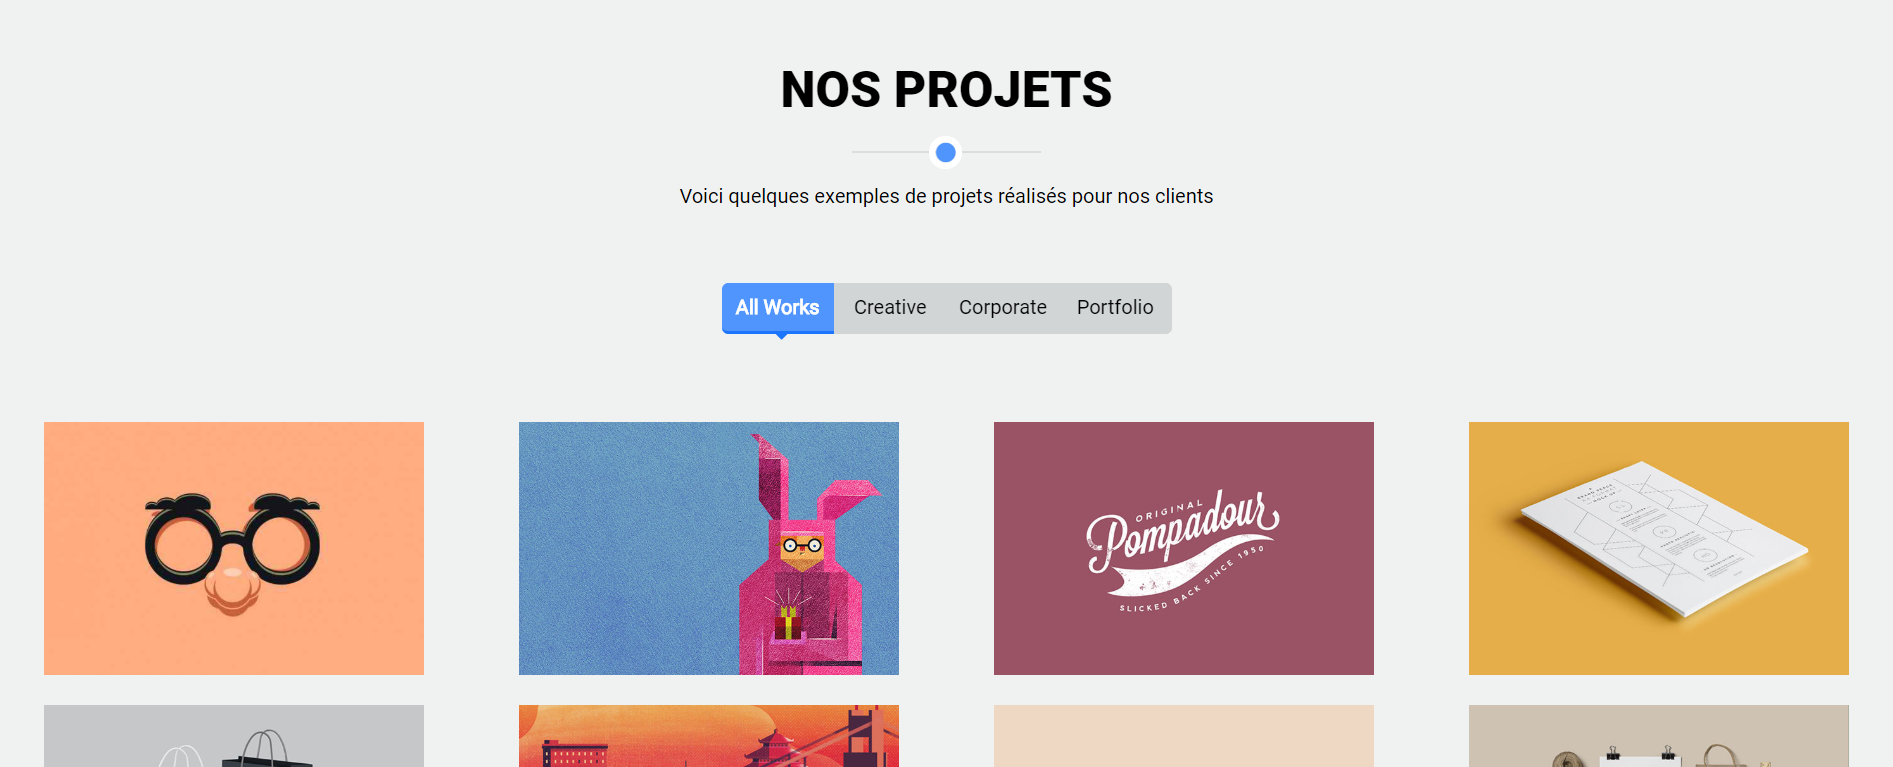 NOS PROJETS
Voici quelques exemples de projets réalisés pour nos clients
All Works
Creative
Corporate
Portfolio
ORIGINAL
Pompadour
SLICKED BACK SINCE 1950